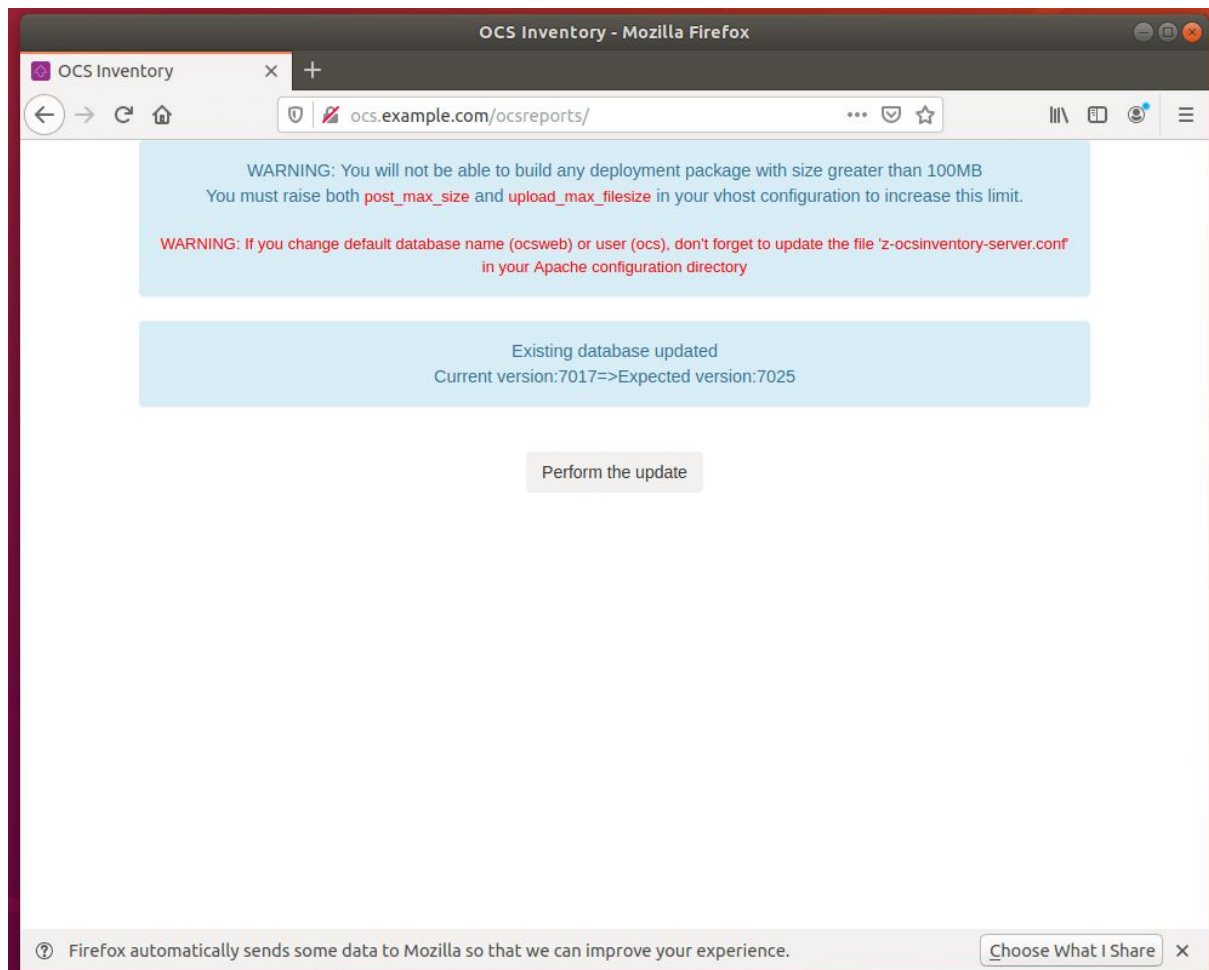 OCS Inventory - Mozilla Firefox
OCS Inventory
ocs.example.com/ocsreports/
WARNING: You will not be able to build any deployment package with size greater than 100MB
You must raise both post_max_size and upload_max_filesize in your vhost configuration to increase this limit.
WARNING: If you change default database name (ocsweb) or user (ocs), don't forget to update the file 'z-ocsinventory-server.conf'
in your Apache configuration directory
Existing database updated
Current version:7017=>Expected version:7025
Perform the update
Firefox automatically sends some data to Mozilla so that we can improve your experience.
Choose What I Share